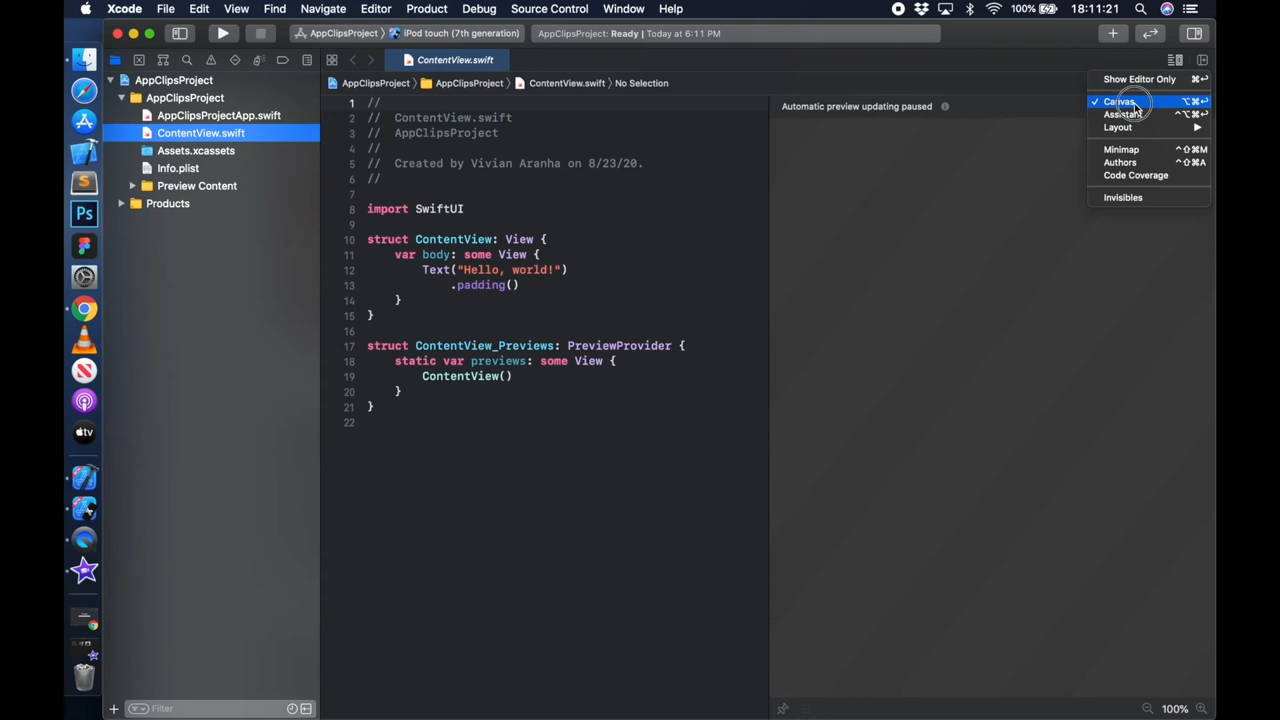 Xcode File Edit View Find Navigate Editor Product Debug Source Control Window Help 100% 18:11:21
AppClipsProject 〉 iPod touch (7th generation) AppClipsProject: Ready | Today at 6:11 PM
ContentView.swift
AppClipsProject
AppClipsProject
AppClipsProjectApp.swift
ContentView.swift
Assets.xcassets
Info.plist
Preview Content
Products
Filter
AppClipsProject 〉 AppClipsProject 〉 ContentView.swift 〉 No Selection
1 //
2 // ContentView.swift
3 // AppClipsProject
4 //
5 // Created by Vivian Aranha on 8/23/20.
6 //
7
8 import SwiftUI
9
10 struct ContentView: View {
11 var body: some View {
12 Text("Hello, world!")
13 .padding()
14 }
15 }
16
17 struct ContentView_Previews: PreviewProvider {
18 static var previews: some View {
19 ContentView()
20 }
21 }
22
Automatic preview updating paused
Show Editor Only ⌘↩
✓ Canvas ⌥⌘↩
Assistant ^⌥⌘↩
Layout ▶
Minimap ^⇧⌘M
Authors ^⇧⌘A
Code Coverage
Invisibles
100%
Ps
tv